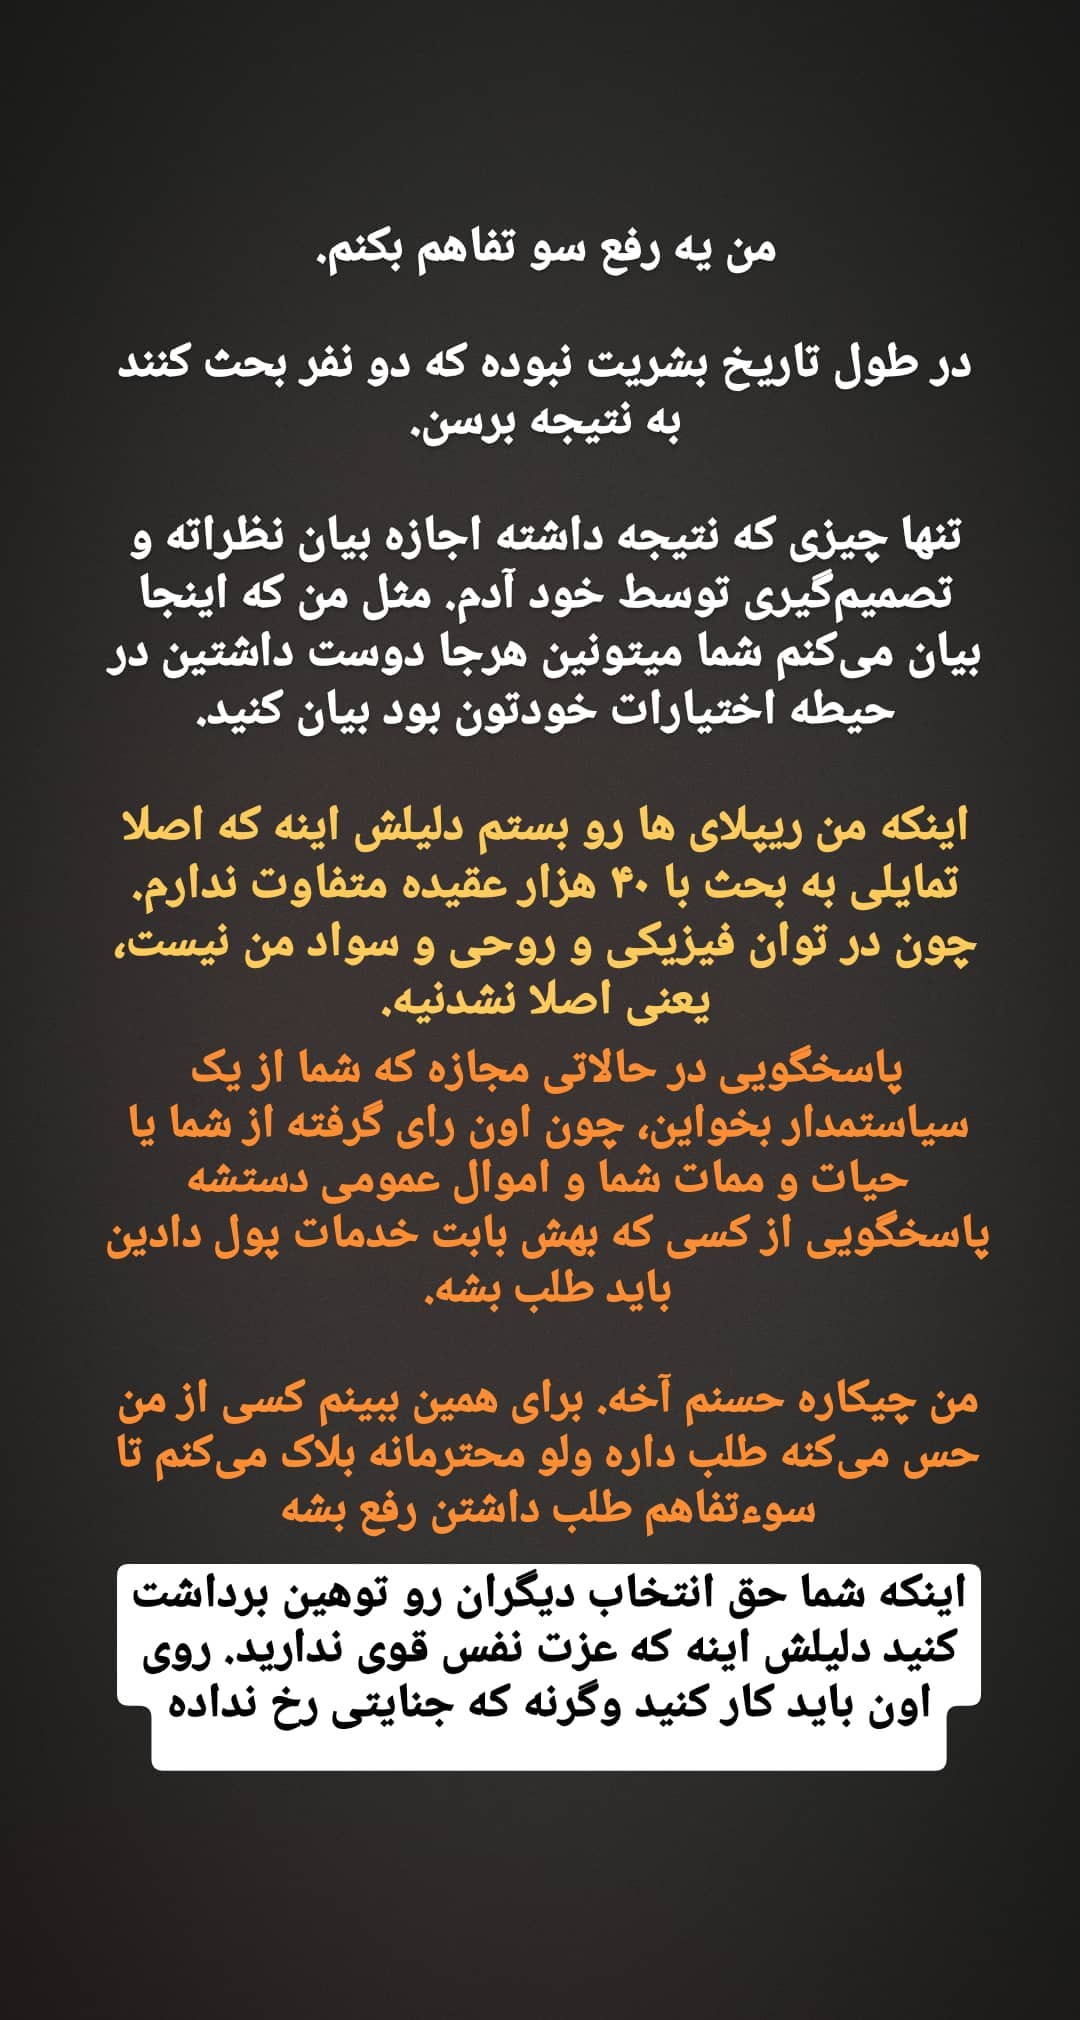 من یه رفع سو تفاهم بکنم.
در طول تاریخ بشریت نبوده که دو نفر بحث کنند
به نتیجه برسن.
تنها چیزی که نتیجه داشته اجازه بیان نظراته و
تصمیم‌گیری توسط خود آدم. مثل من که اینجا
بیان می‌کنم شما میتونین هرجا دوست داشتین در
حیطه اختیارات خودتون بود بیان کنید.
اینکه من ریپلای ها رو بستم دلیلش اینه که اصلا
تمایلی به بحث با ۴۰ هزار عقیده متفاوت ندارم.
چون در توان فیزیکی و روحی و سواد من نیست،
یعنی اصلا نشدنیه.
پاسخگویی در حالاتی مجازه که شما از یک
سیاستمدار بخواین، چون اون رای گرفته از شما یا
حیات و ممات شما و اموال عمومی دستشه
پاسخگویی از کسی که بهش بابت خدمات پول دادین
باید طلب بشه.
من چیکاره حسنم آخه. برای همین ببینم کسی از من
حس می‌کنه طلب داره ولو محترمانه بلاک می‌کنم تا
سوءتفاهم طلب داشتن رفع بشه
اینکه شما حق انتخاب دیگران رو توهین برداشت
کنید دلیلش اینه که عزت نفس قوی ندارید. روی
اون باید کار کنید وگرنه که جنایتی رخ نداده